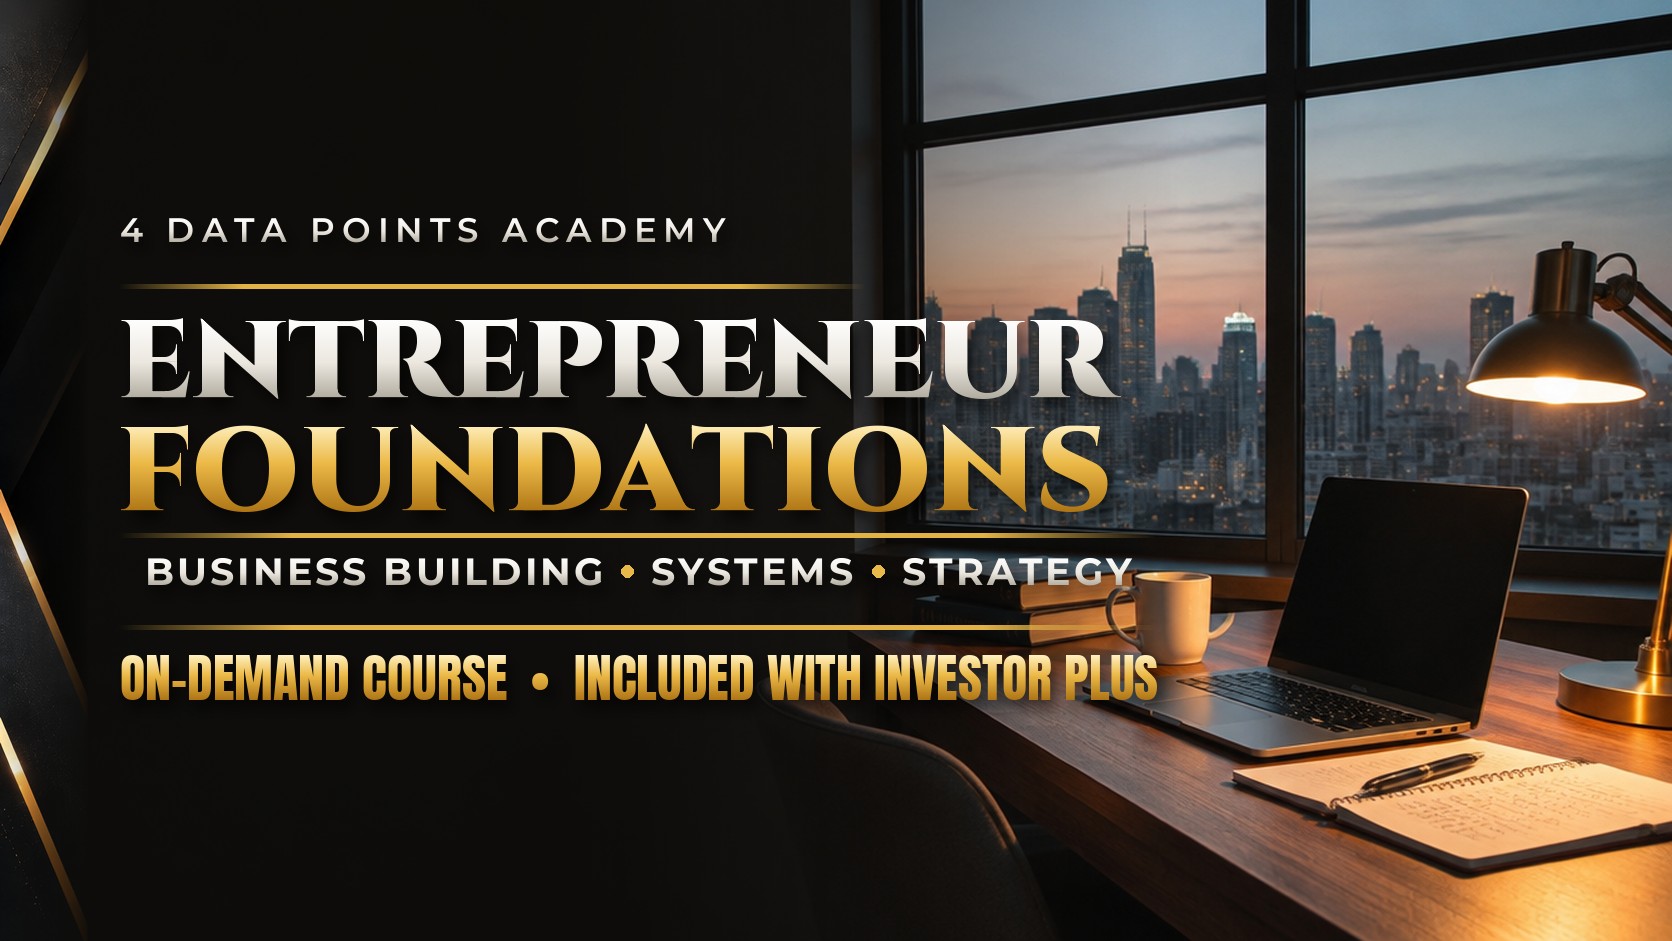 4 DATA POINTS ACADEMY
ENTREPRENEUR
FOUNDATIONS
BUSINESS BUILDING • SYSTEMS • STRATEGY
ON-DEMAND COURSE • INCLUDED WITH INVESTOR PLUS